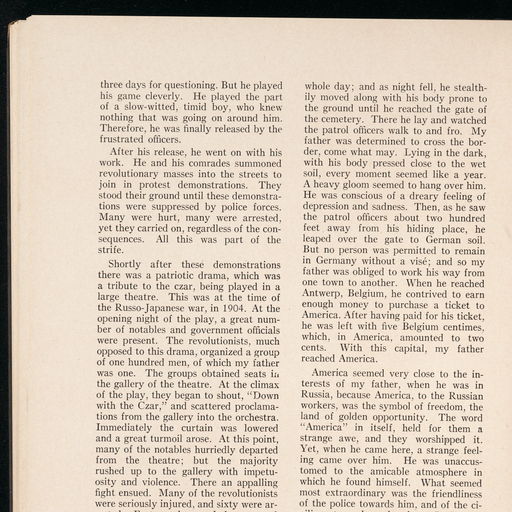 three days for questioning. But he played
his game cleverly. He played the part
of a slow-witted, timid boy, who knew
nothing that was going on around him.
Therefore, he was finally released by the
frustrated officers.
After his release, he went on with his
work. He and his comrades summoned
revolutionary masses into the streets to
join in protest demonstrations. They
stood their ground until these demonstra-
tions were suppressed by police forces.
Many were hurt, many were arrested,
yet they carried on, regardless of the con-
sequences. All this was part of the
strife.
Shortly after these demonstrations
there was a patriotic drama, which was
a tribute to the czar, being played in a
large theatre. This was at the time of
the Russo-Japanese war, in 1904. At the
opening night of the play, a great num-
ber of notables and government officials
were present. The revolutionists, much
opposed to this drama, organized a group
of one hundred men, of which my father
was one. The groups obtained seats in
the gallery of the theatre. At the climax
of the play, they began to shout, "Down
with the Czar," and scattered proclama-
tions from the gallery into the orchestra.
Immediately the curtain was lowered
and a great turmoil arose. At this point,
many of the notables hurriedly departed
from the theatre; but the majority
rushed up to the gallery with impetu-
osity and violence. There an appalling
fight ensued. Many of the revolutionists
were seriously injured, and sixty were ar-
whole day; and as night fell, he stealth-
ily moved along with his body prone to
the ground until he reached the gate of
the cemetery. There he lay and watched
the patrol officers walk to and fro. My
father was determined to cross the bor-
der, come what may. Lying in the dark,
with his body pressed close to the wet
soil, every moment seemed like a year.
A heavy gloom seemed to hang over him.
He was conscious of a dreary feeling of
depression and sadness. Then, as he saw
the patrol officers about two hundred
feet away from his hiding place, he
leaped over the gate to German soil.
But no person was permitted to remain
in Germany without a visé; and so my
father was obliged to work his way from
one town to another. When he reached
Antwerp, Belgium, he contrived to earn
enough money to purchase a ticket to
America. After having paid for his ticket,
he was left with five Belgium centimes,
which, in America, amounted to two
cents. With this capital, my father
reached America.
America seemed very close to the in-
terests of my father, when he was in
Russia, because America, to the Russian
workers, was the symbol of freedom, the
land of golden opportunity. The word
"America" in itself, held for them a
strange awe, and they worshipped it.
Yet, when he came here, a strange feel-
ing came over him. He was unaccus-
tomed to the amicable atmosphere in
which he found himself. What seemed
most extraordinary was the friendliness
of the police towards him, and of the ci-